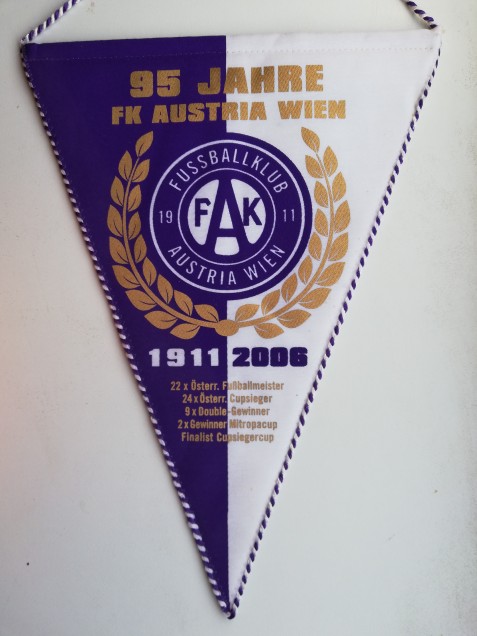 95 JAHRE
FK AUSTRIA WIEN
FUSSBALLKLUB
19 FAK 11
AUSTRIA WIEN
1911 2006
22 x Österr. Fußballmeister
24 x Österr. Cupsieger
9 x Double-Gewinner
2 x Gewinner Mitropacup
Finalist Cupsiegercup